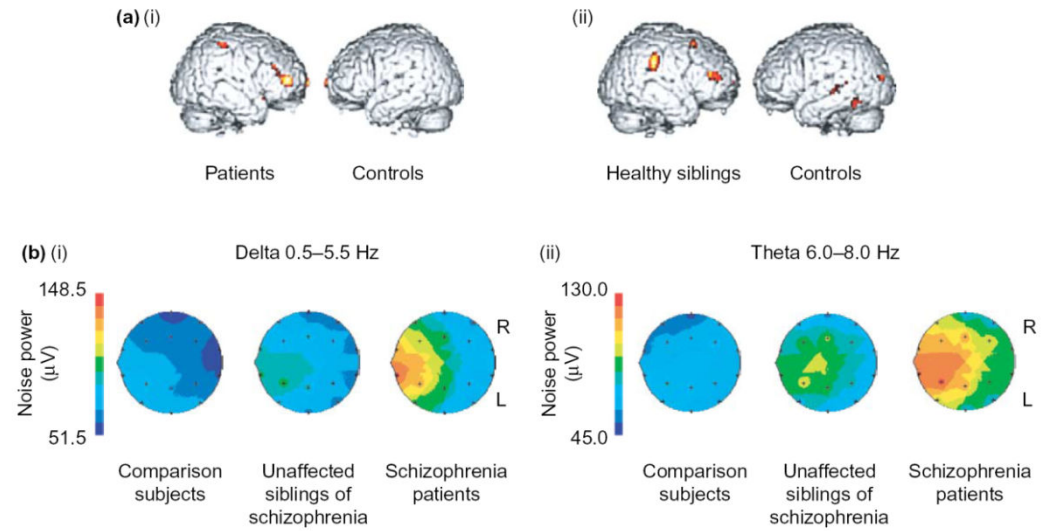 (a) (i)
(ii)
Patients
Controls
Healthy siblings
Controls
(b) (i)
Delta 0.5–5.5 Hz
(ii)
Theta 6.0–8.0 Hz
148.5
Noise power
(μV)
51.5
R
L
130.0
Noise power
(μV)
45.0
R
L
Comparison
subjects
Unaffected
siblings of
schizophrenia
Schizophrenia
patients
Comparison
subjects
Unaffected
siblings of
schizophrenia
Schizophrenia
patients